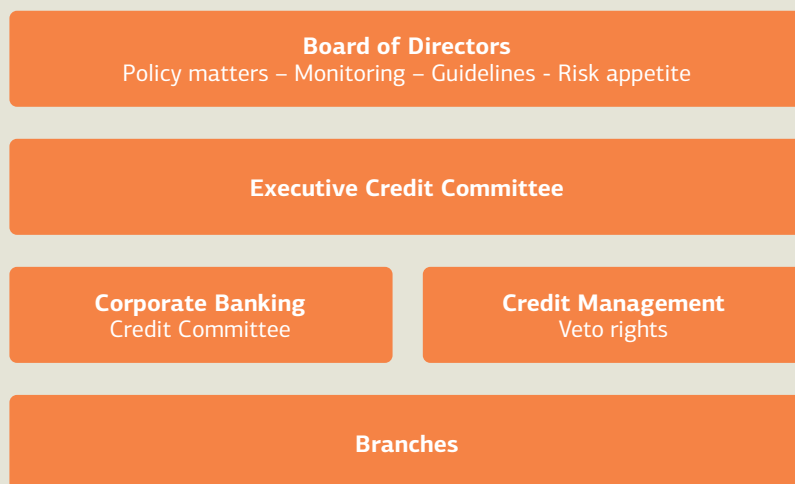 Board of Directors
Policy matters – Monitoring – Guidelines - Risk appetite
Executive Credit Committee
Corporate Banking
Credit Committee
Credit Management
Veto rights
Branches